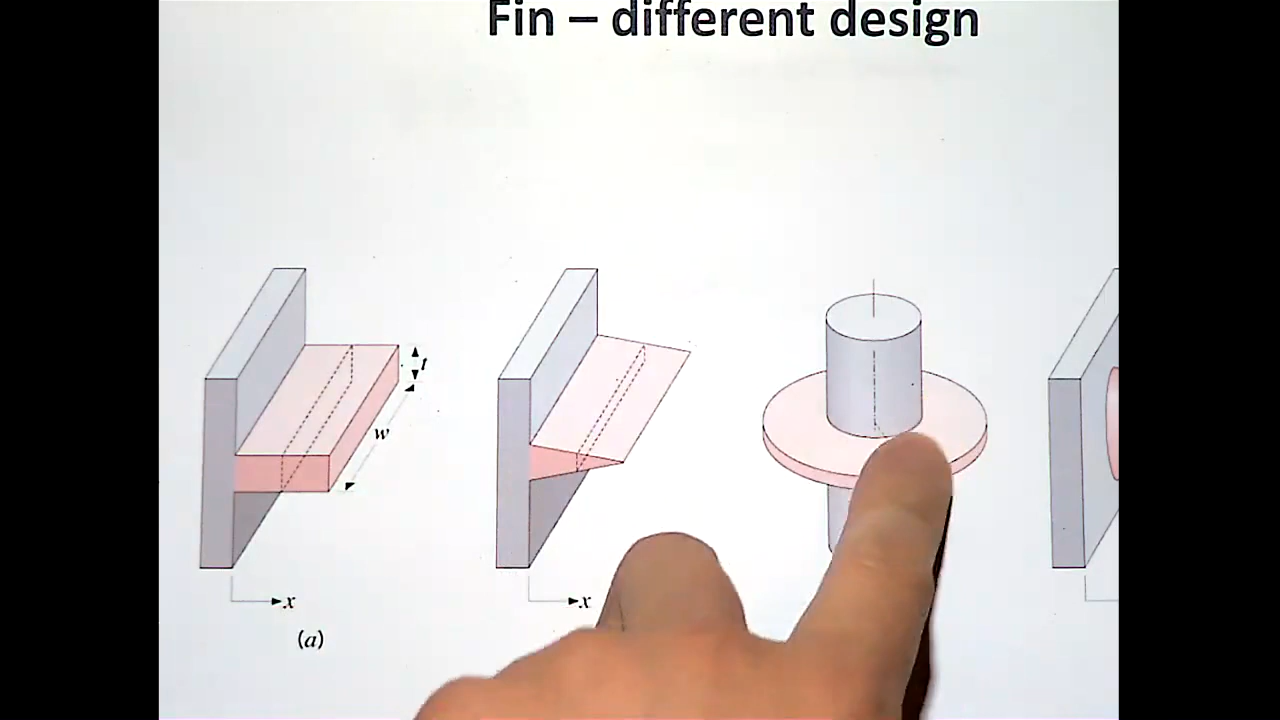 Fin – different design
t
w
x
x
(a)